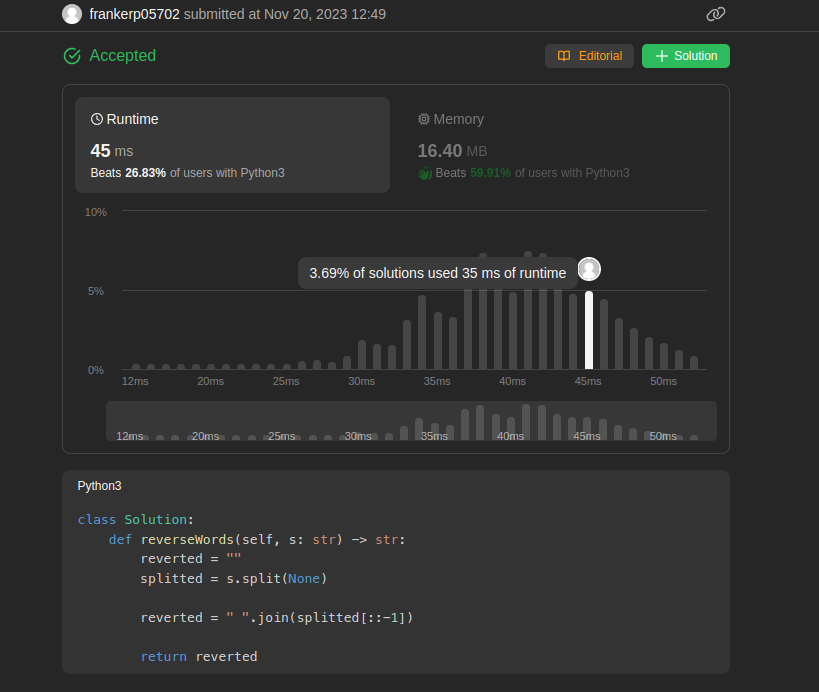 frankerp05702 submitted at Nov 20, 2023 12:49
Accepted
Editorial
Solution
Runtime
45 ms
Beats 26.83% of users with Python3
Memory
16.40 MB
Beats 59.91% of users with Python3
10%
3.69% of solutions used 35 ms of runtime
5%
0%
12ms 20ms 25ms 30ms 35ms 40ms 45ms 50ms
12ms 20ms 25ms 30ms 35ms 40ms 45ms 50ms
Python3
class Solution:
    def reverseWords(self, s: str) -> str:
        reverted = ""
        splitted = s.split(None)
        reverted = " ".join(splitted[::-1])
        return reverted